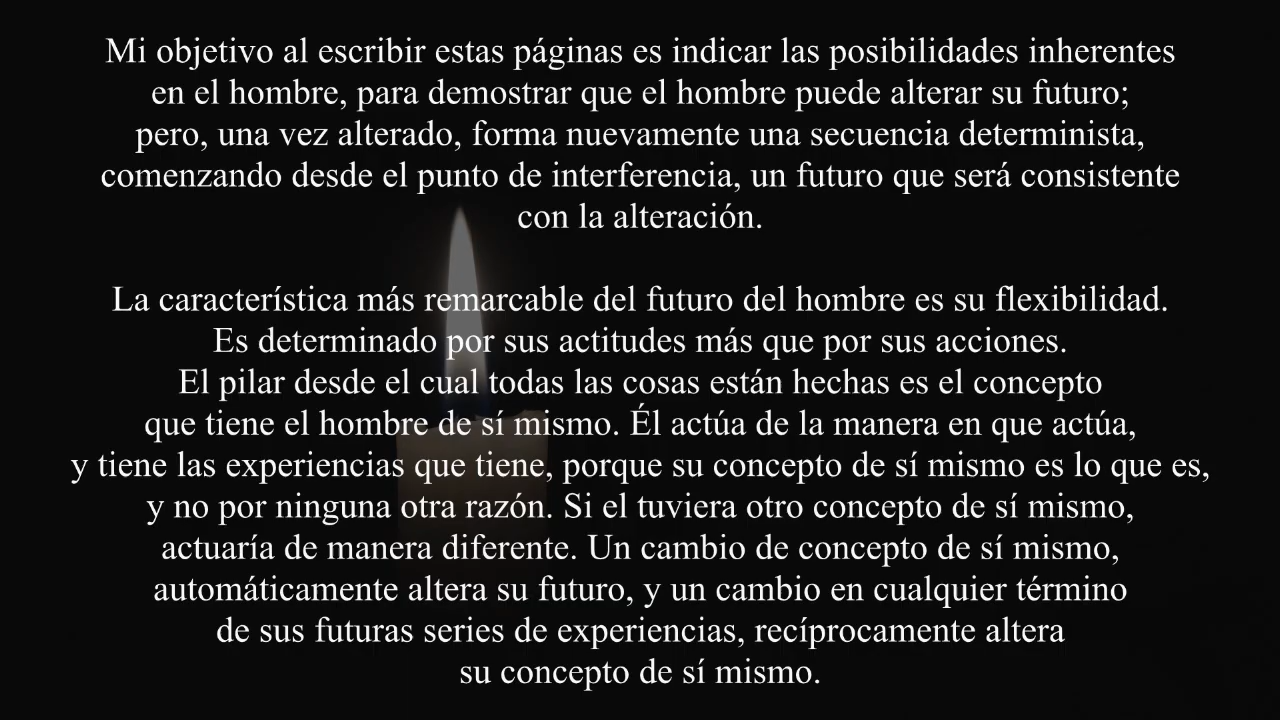 Mi objetivo al escribir estas páginas es indicar las posibilidades inherentes
en el hombre, para demostrar que el hombre puede alterar su futuro;
pero, una vez alterado, forma nuevamente una secuencia determinista,
comenzando desde el punto de interferencia, un futuro que será consistente
con la alteración.
La característica más remarcable del futuro del hombre es su flexibilidad.
Es determinado por sus actitudes más que por sus acciones.
El pilar desde el cual todas las cosas están hechas es el concepto
que tiene el hombre de sí mismo. Él actúa de la manera en que actúa,
y tiene las experiencias que tiene, porque su concepto de sí mismo es lo que es,
y no por ninguna otra razón. Si el tuviera otro concepto de sí mismo,
actuaría de manera diferente. Un cambio de concepto de sí mismo,
automáticamente altera su futuro, y un cambio en cualquier término
de sus futuras series de experiencias, recíprocamente altera
su concepto de sí mismo.